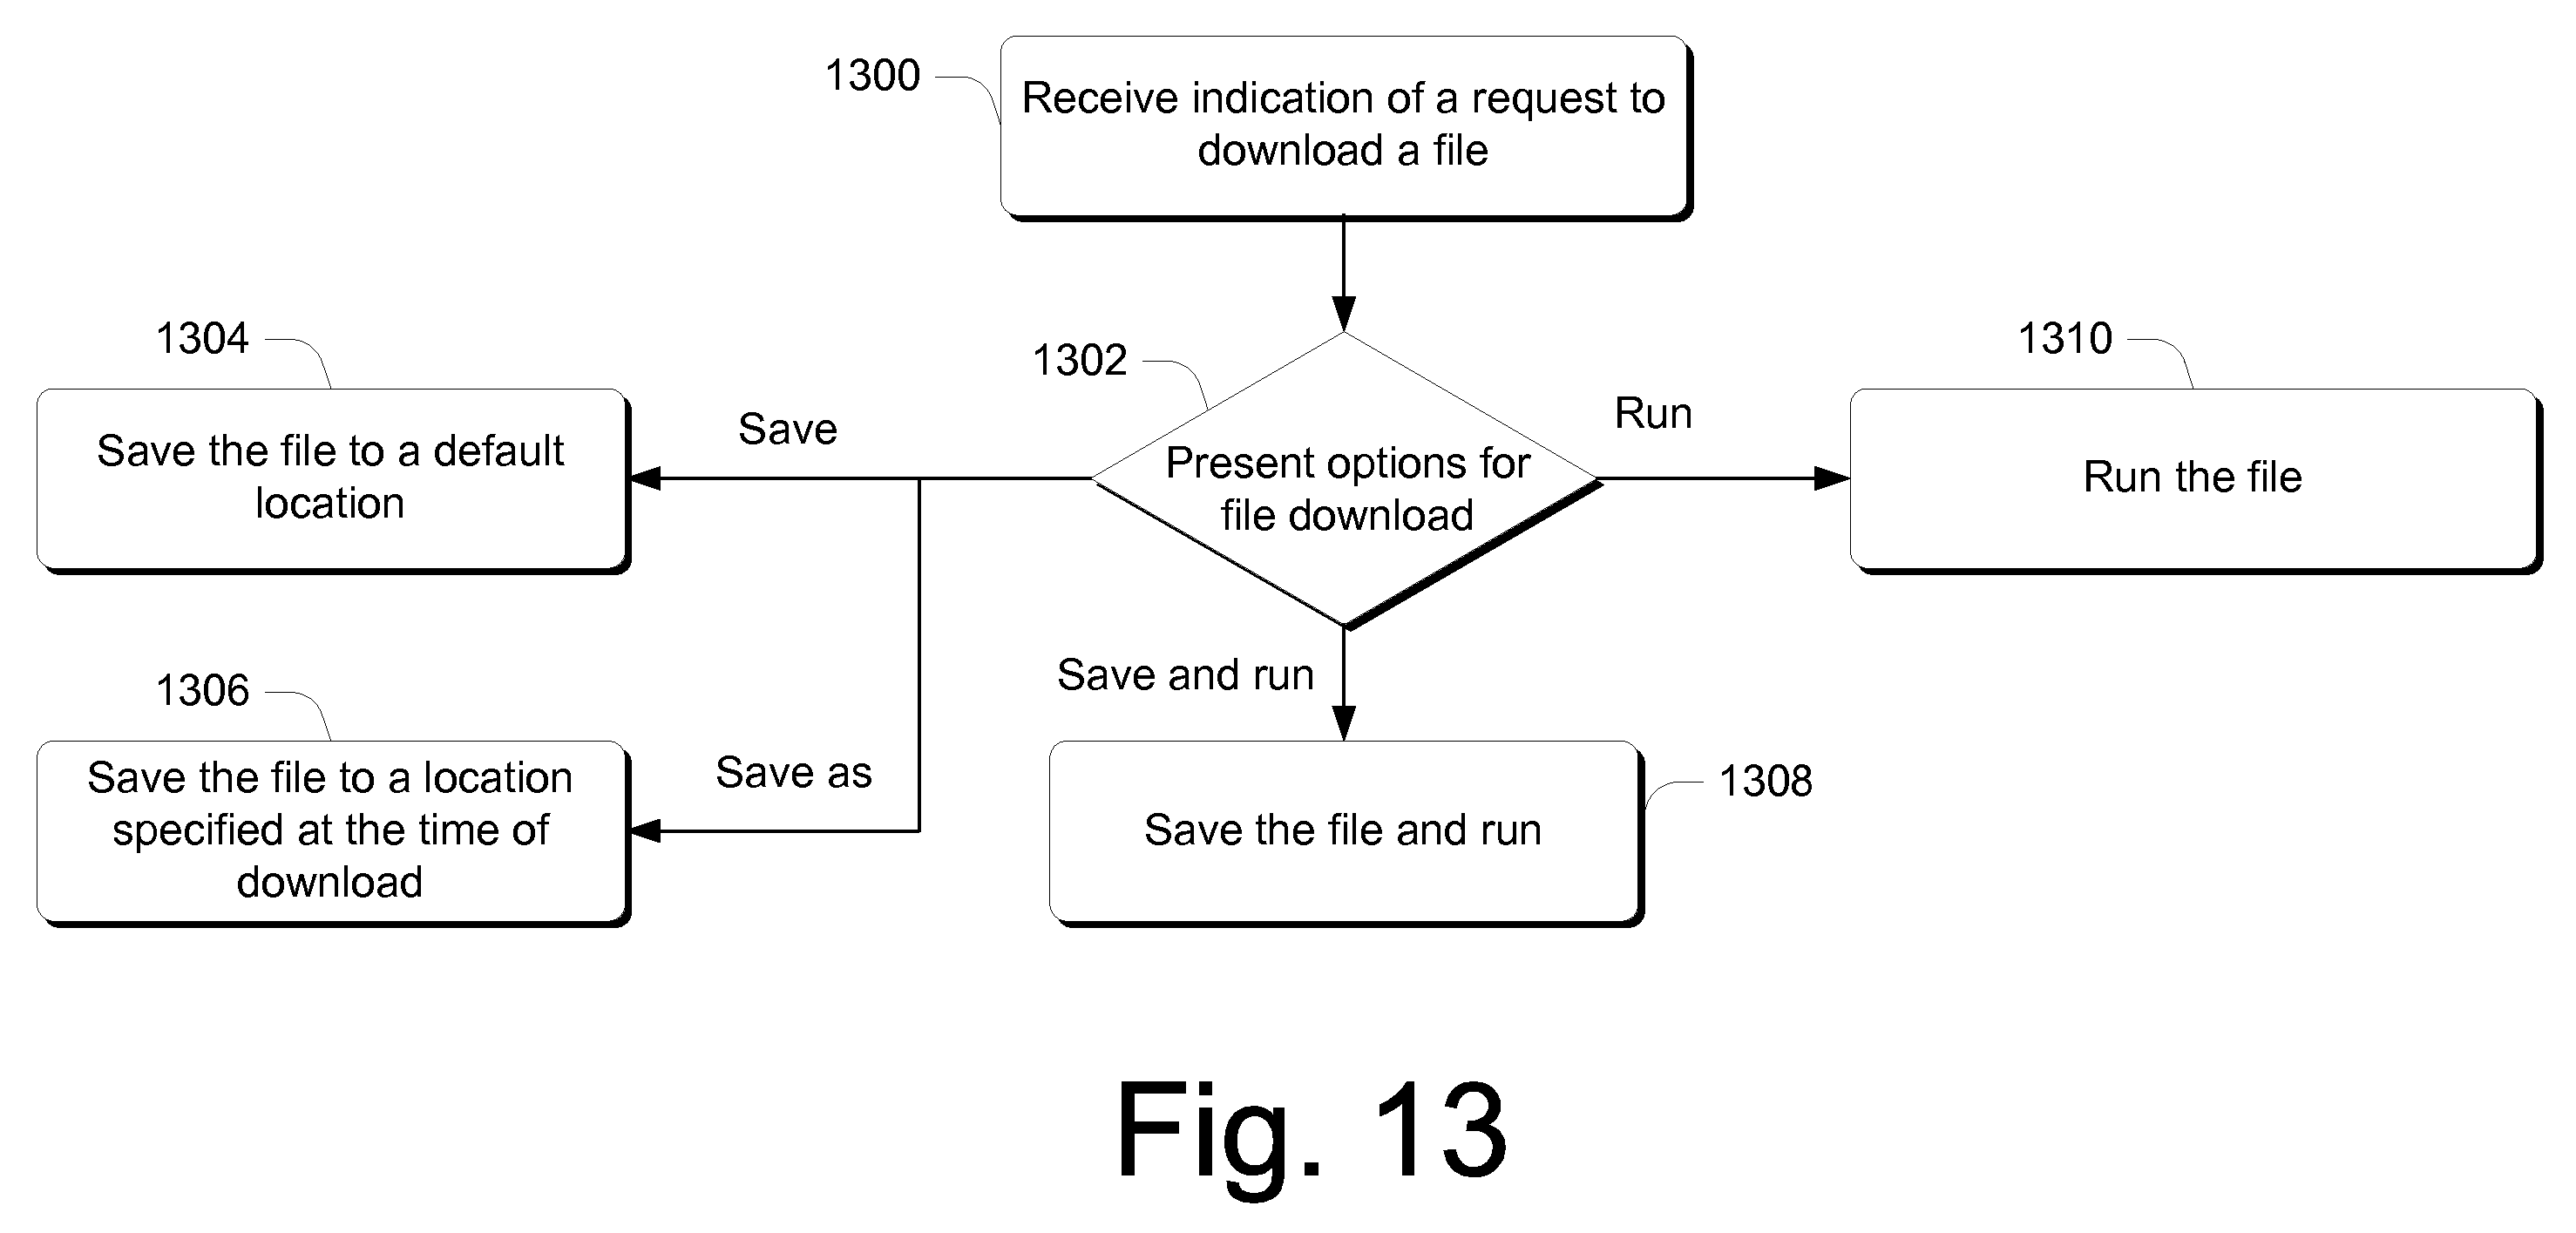 1300
Receive indication of a request to
download a file
1304
1302
1310
Save
Run
Save the file to a default
location
Present options for
file download
Run the file
1306
Save and run
Save the file to a location
specified at the time of
download
Save as
1308
Save the file and run
Fig. 13